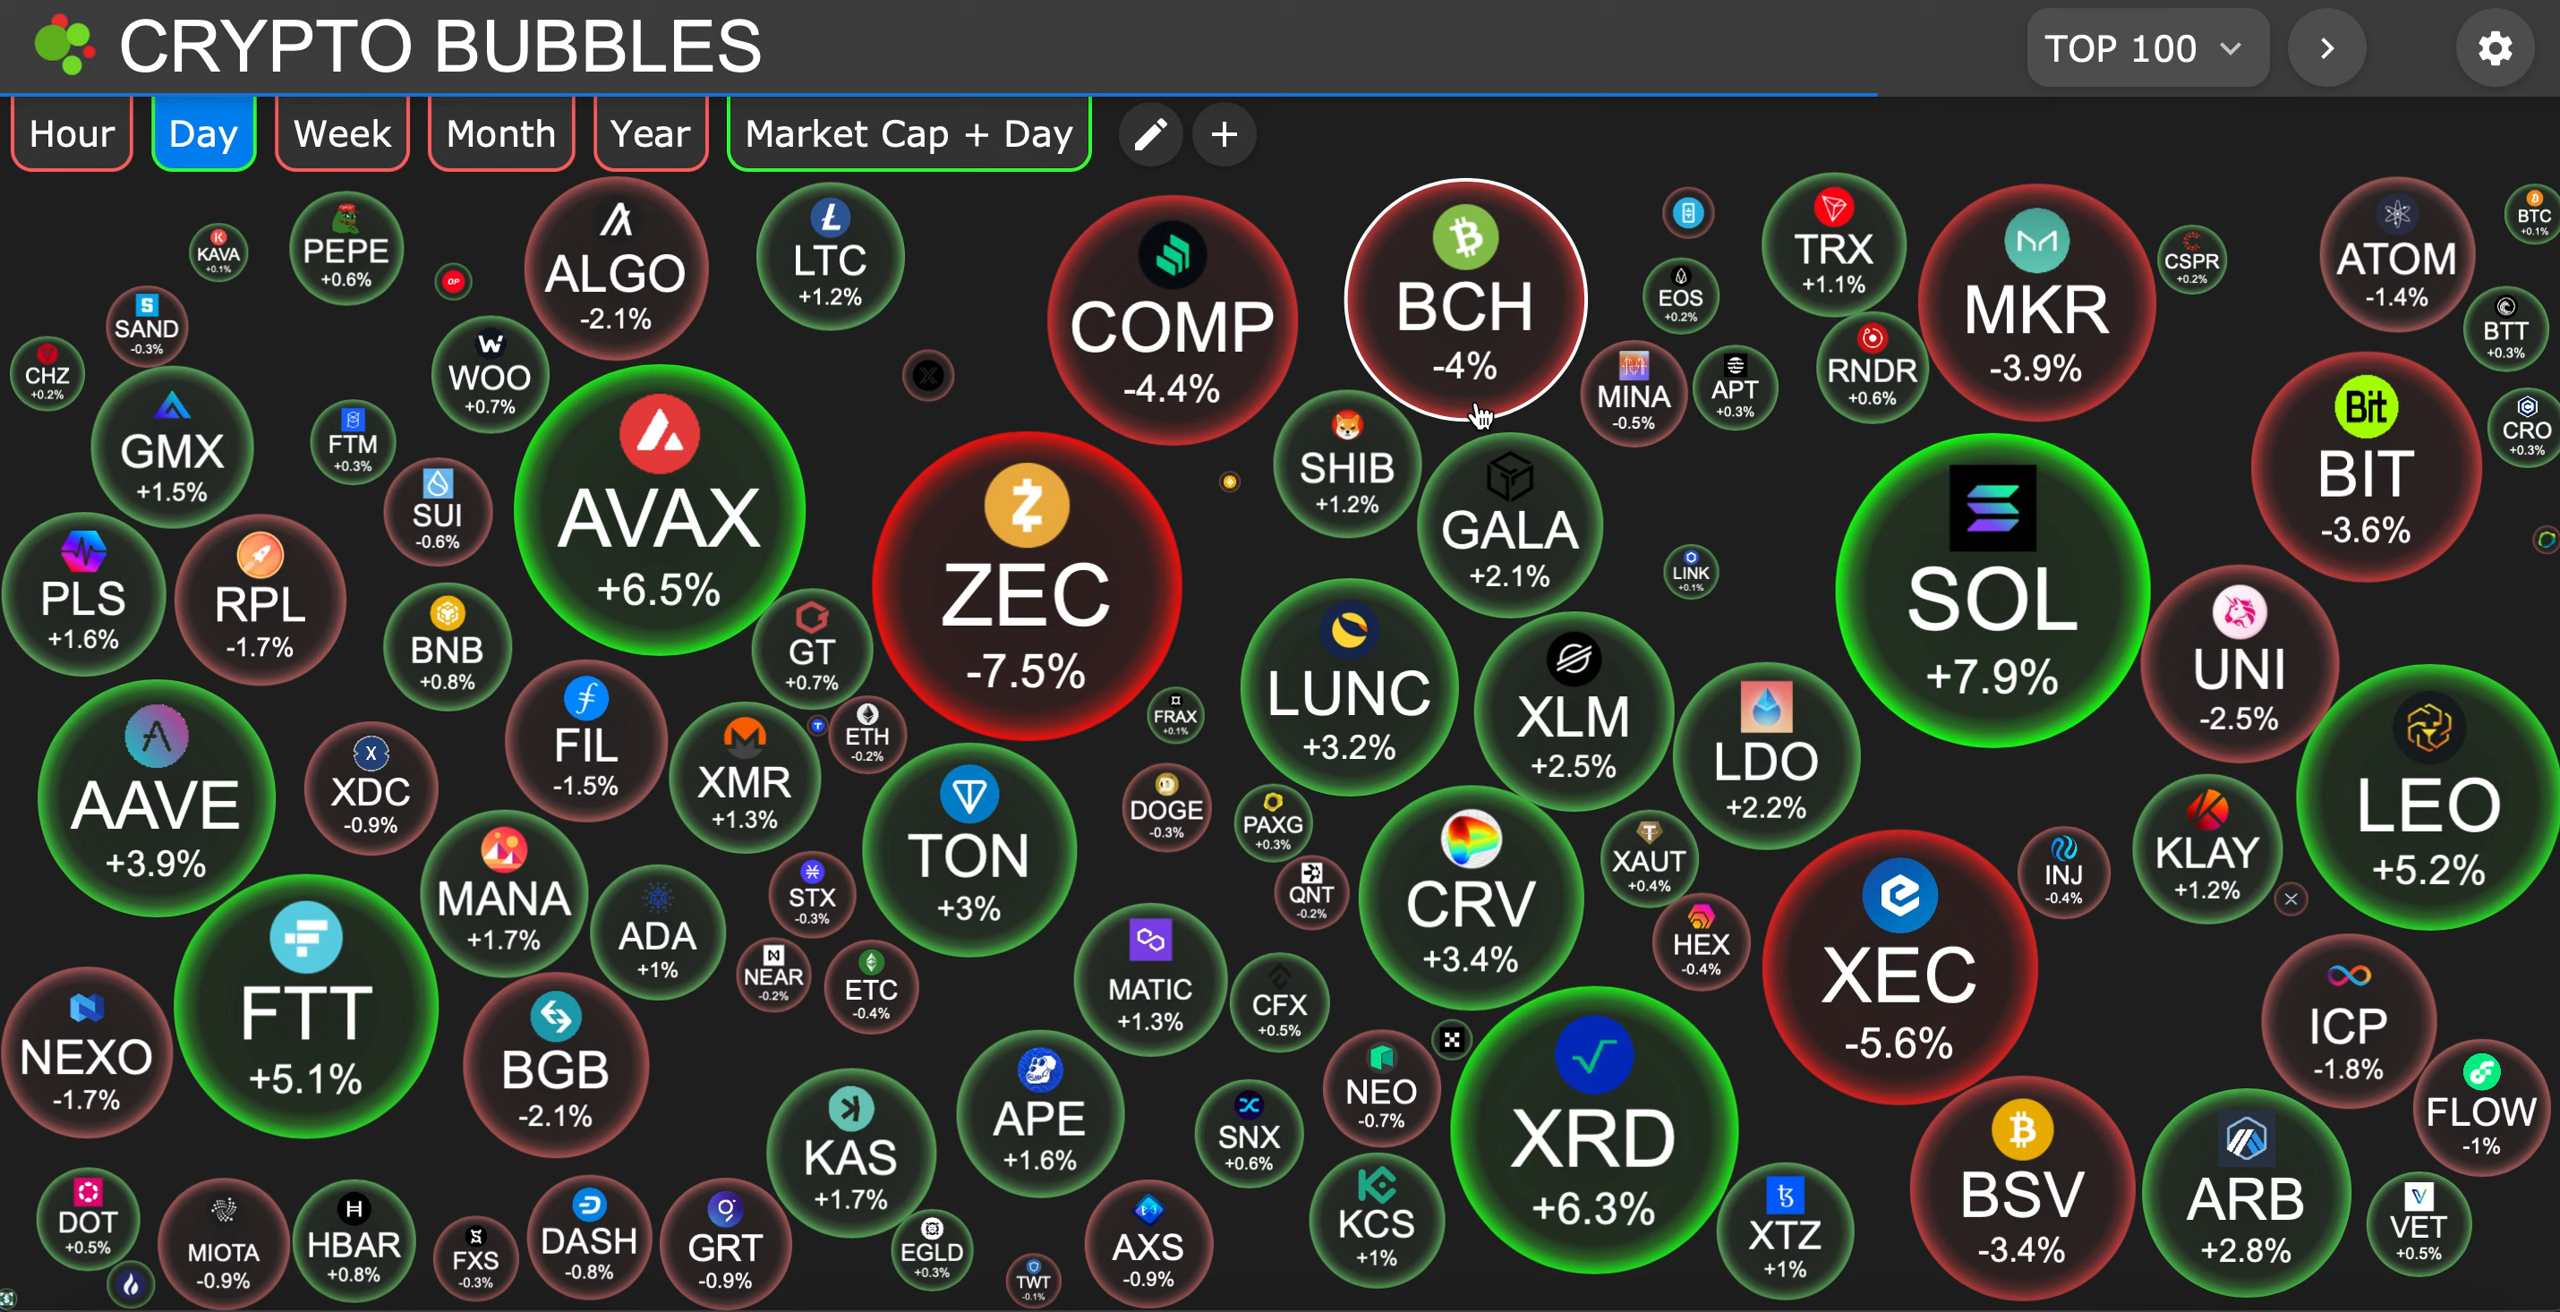 CRYPTO BUBBLES
TOP 100
Hour
Day
Week
Month
Year
Market Cap + Day
KAVA
+0.1%
PEPE
+0.6%
OP
ALGO
-2.1%
LTC
+1.2%
COMP
-4.4%
BCH
-4%
EOS
+0.2%
TRX
+1.1%
MKR
-3.9%
CSPR
+0.2%
ATOM
-1.4%
BTC
+0.1%
SAND
-0.3%
CHZ
+0.2%
WOO
+0.7%
MINA
-0.5%
APT
+0.3%
RNDR
+0.6%
BTT
+0.3%
GMX
+1.5%
FTM
+0.3%
SUI
-0.6%
AVAX
+6.5%
ZEC
-7.5%
SHIB
+1.2%
GALA
+2.1%
LINK
+0.1%
SOL
+7.9%
Bit
BIT
-3.6%
CRO
+0.3%
PLS
+1.6%
RPL
-1.7%
BNB
+0.8%
GT
+0.7%
LUNC
+3.2%
XLM
+2.5%
UNI
-2.5%
FIL
-1.5%
XMR
+1.3%
ETH
-0.2%
FRAX
+0.1%
LDO
+2.2%
LEO
+5.2%
AAVE
+3.9%
XDC
-0.9%
MANA
+1.7%
ADA
+1%
STX
-0.3%
TON
+3%
DOGE
-0.3%
PAXG
+0.3%
QNT
-0.2%
CRV
+3.4%
XAUT
+0.4%
HEX
-0.4%
XEC
-5.6%
INJ
-0.4%
KLAY
+1.2%
NEXO
-1.7%
FTT
+5.1%
BGB
-2.1%
NEAR
-0.2%
ETC
-0.4%
MATIC
+1.3%
CFX
+0.5%
ICP
-1.8%
FLOW
-1%
KAS
+1.7%
APE
+1.6%
SNX
+0.6%
NEO
-0.7%
XRD
+6.3%
BSV
-3.4%
ARB
+2.8%
VET
+0.5%
DOT
+0.5%
MIOTA
-0.9%
HBAR
+0.8%
FXS
-0.3%
DASH
-0.8%
GRT
-0.9%
EGLD
+0.3%
TWT
-0.1%
AXS
-0.9%
KCS
+1%
XTZ
+1%